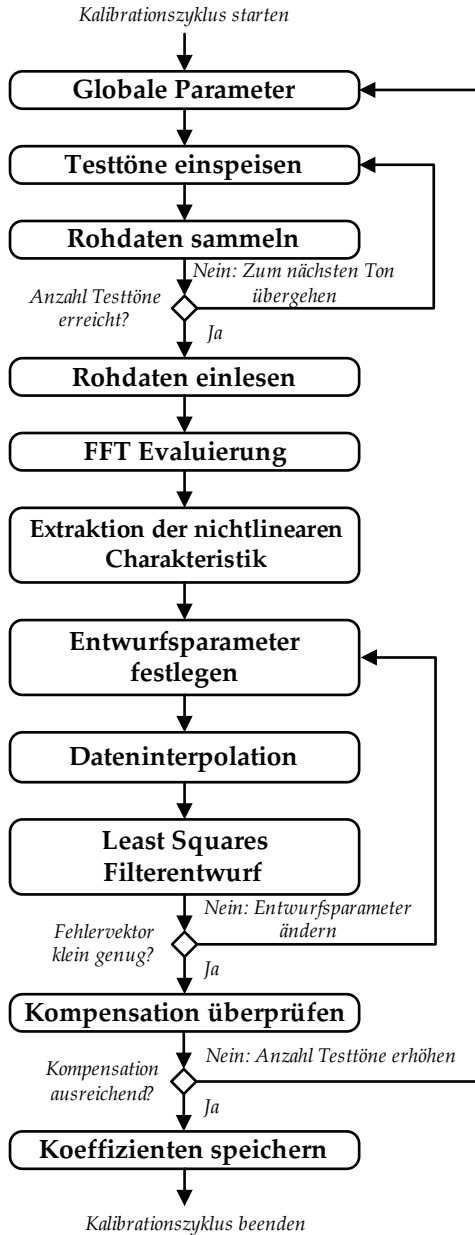 Kalibrationszyklus starten
Globale Parameter
Testtöne einspeisen
Rohdaten sammeln
Nein: Zum nächsten Ton
übergehen
Anzahl Testtöne
erreicht?
Ja
Rohdaten einlesen
FFT Evaluierung
Extraktion der nichtlinearen
Charakteristik
Entwurfsparameter
festlegen
Dateninterpolation
Least Squares
Filterentwurf
Nein: Entwurfsparameter
ändern
Fehlervektor
klein genug?
Ja
Kompensation überprüfen
Nein: Anzahl Testtöne erhöhen
Kompensation
ausreichend?
Ja
Koeffizienten speichern
Kalibrationszyklus beenden